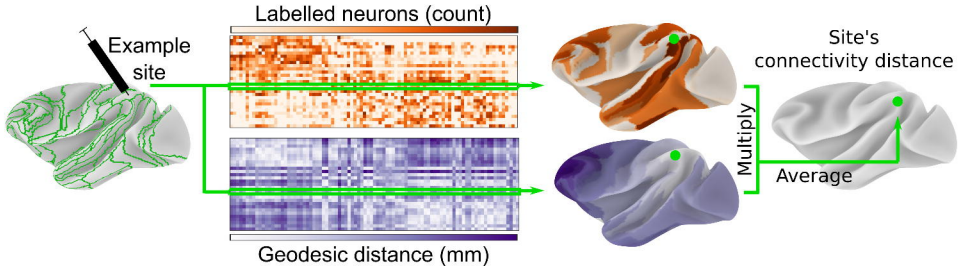 Labelled neurons (count)
Example
site
Site's
connectivity distance
Multiply
Average
Geodesic distance (mm)